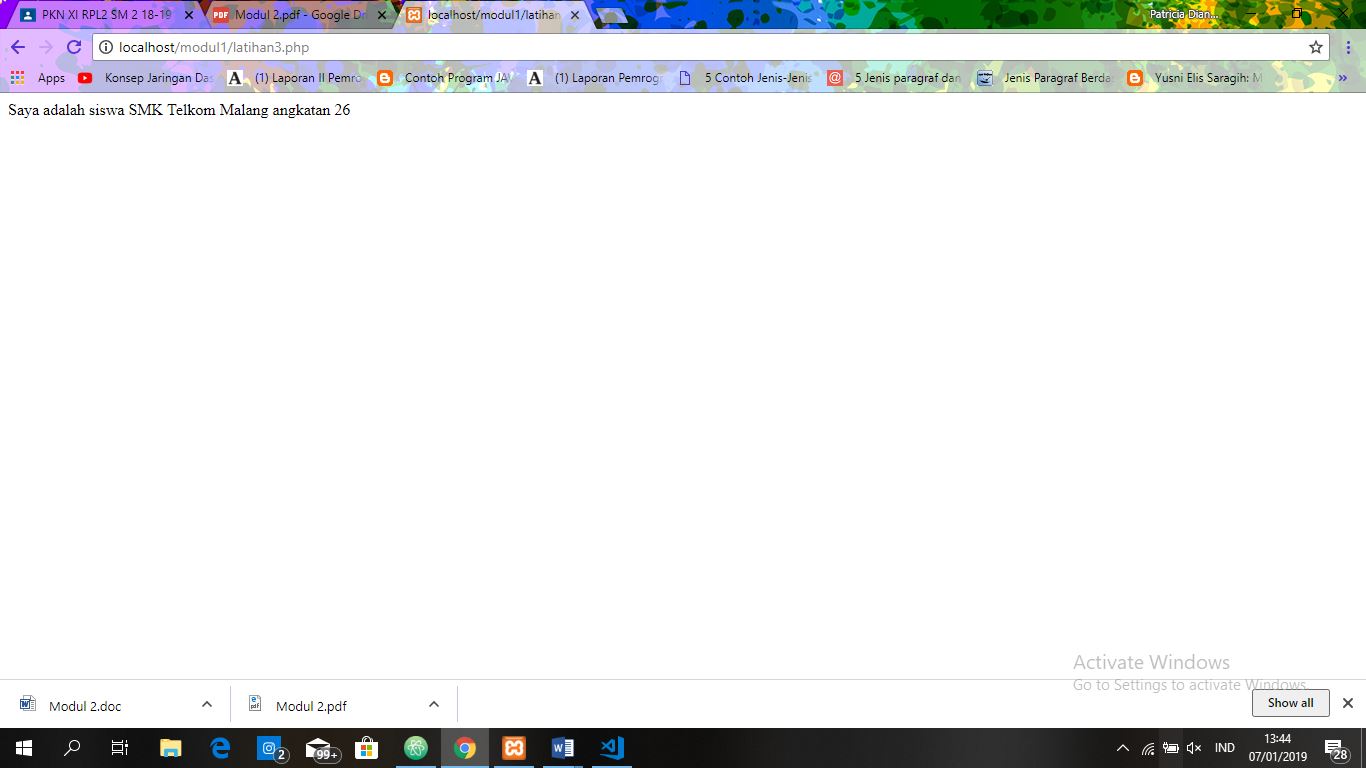 PKN XI RPL2 SM 2 18-19
Modul 2.pdf - Google Dr
localhost/modul1/latihan
Patricia Dian...
localhost/modul1/latihan3.php
Apps
Konsep Jaringan Das
(1) Laporan II Pemro
Contoh Program JAV
(1) Laporan Pemrog
5 Contoh Jenis-Jenis
5 Jenis paragraf dan
Jenis Paragraf Berdas
Yusni Elis Saragih: M
»
Saya adalah siswa SMK Telkom Malang angkatan 26
Activate Windows
Go to Settings to activate Windows.
Modul 2.doc
Modul 2.pdf
Show all
2
99+
IND
13:44
07/01/2019
28